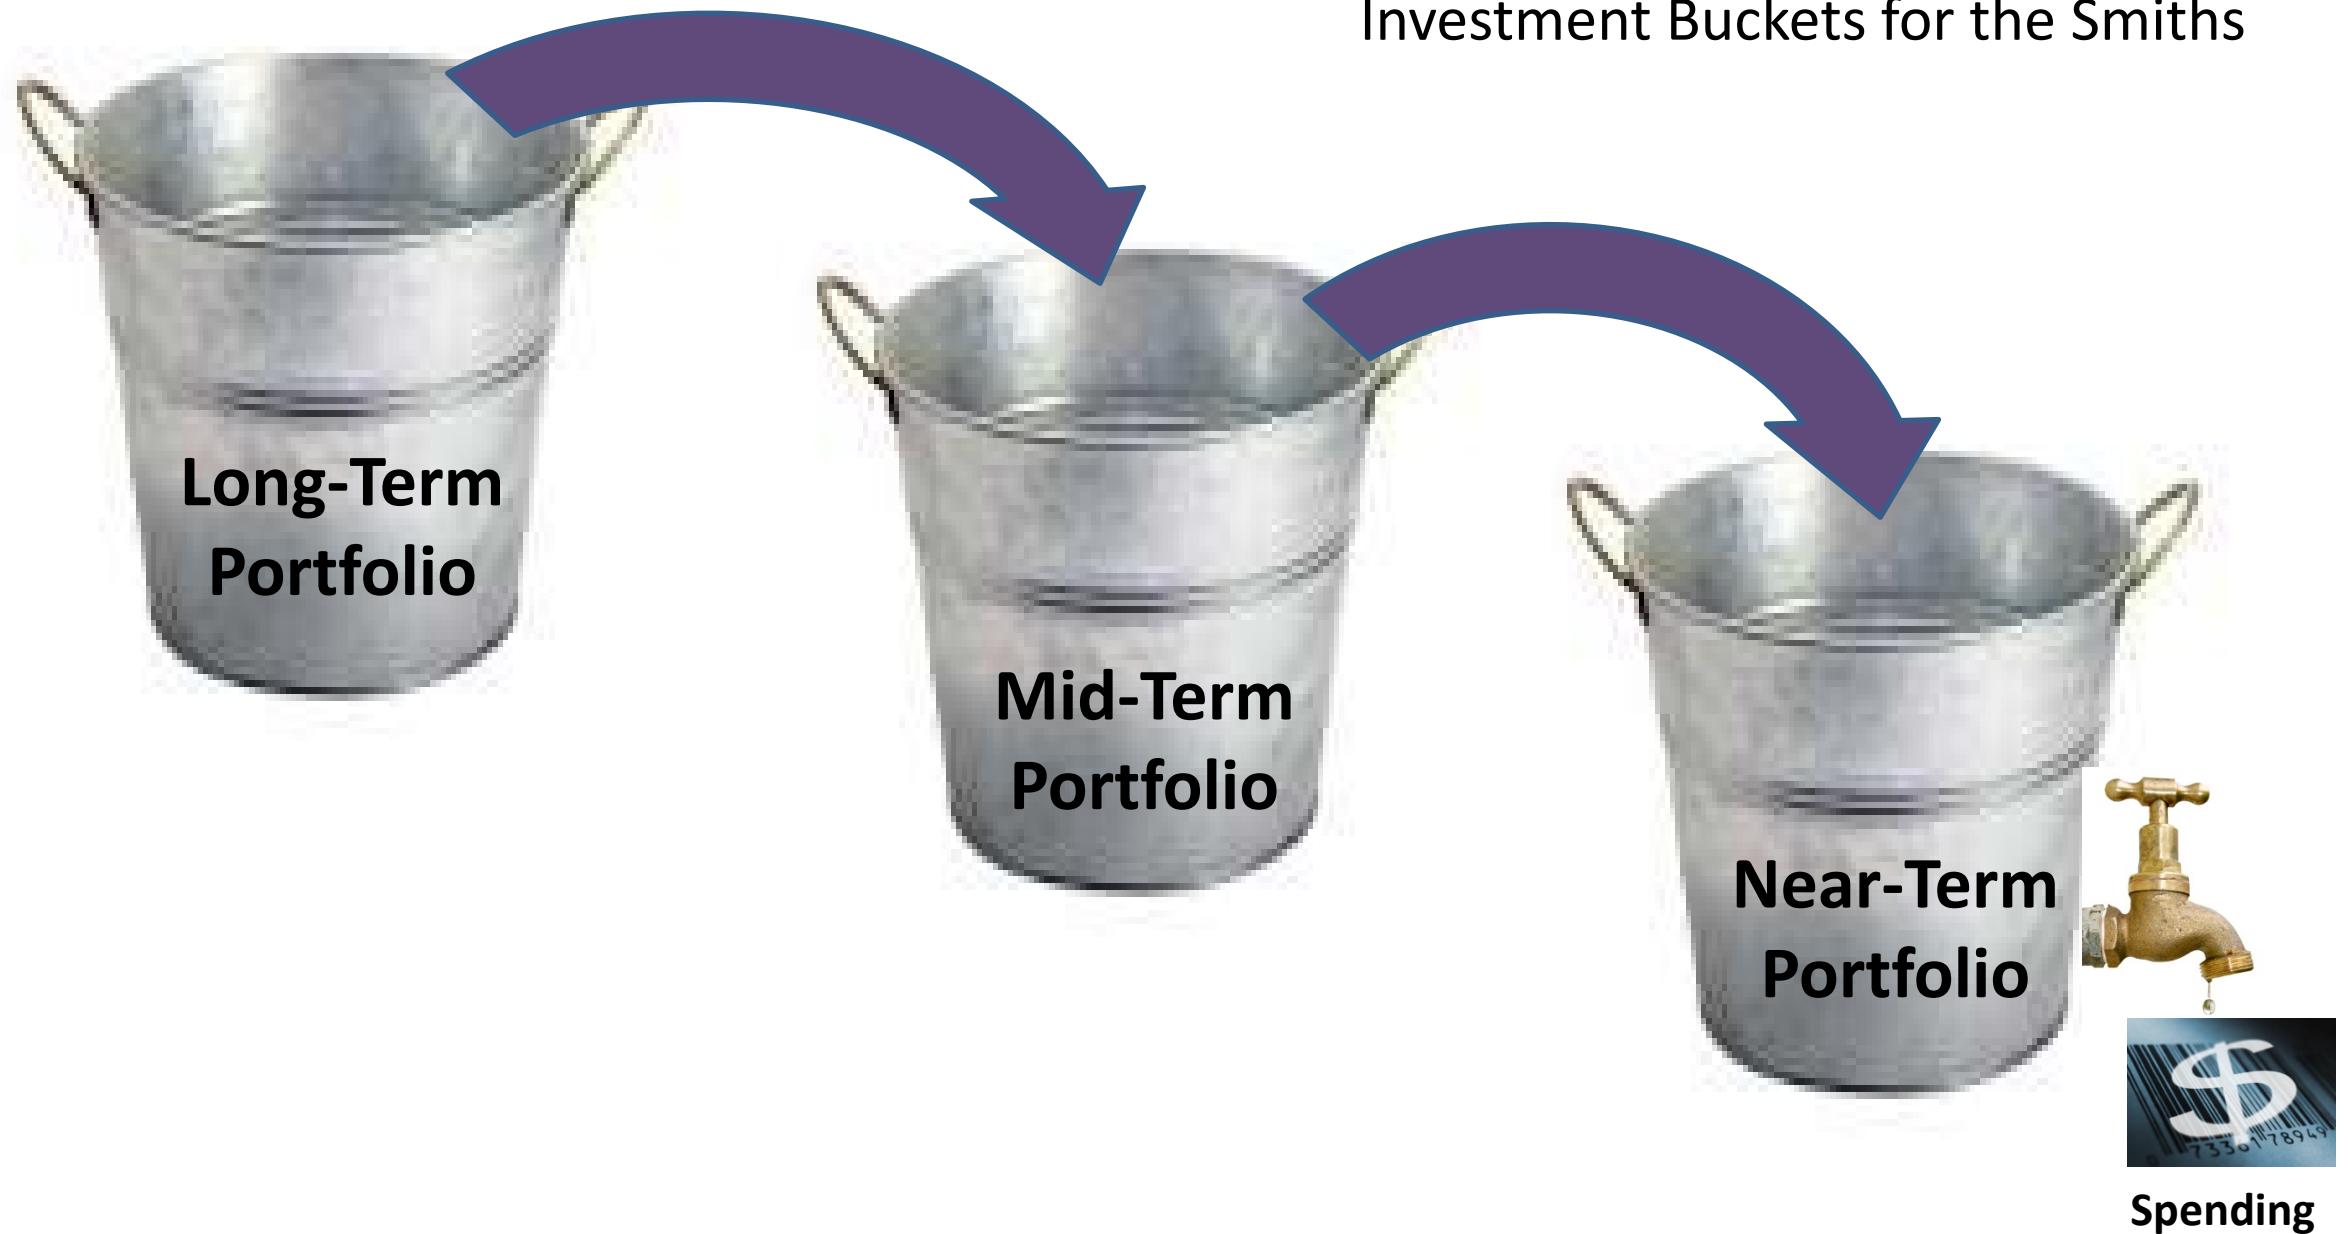 Investment Buckets for the Smiths
Long-Term
Portfolio
Mid-Term
Portfolio
Near-Term
Portfolio
$
Spending